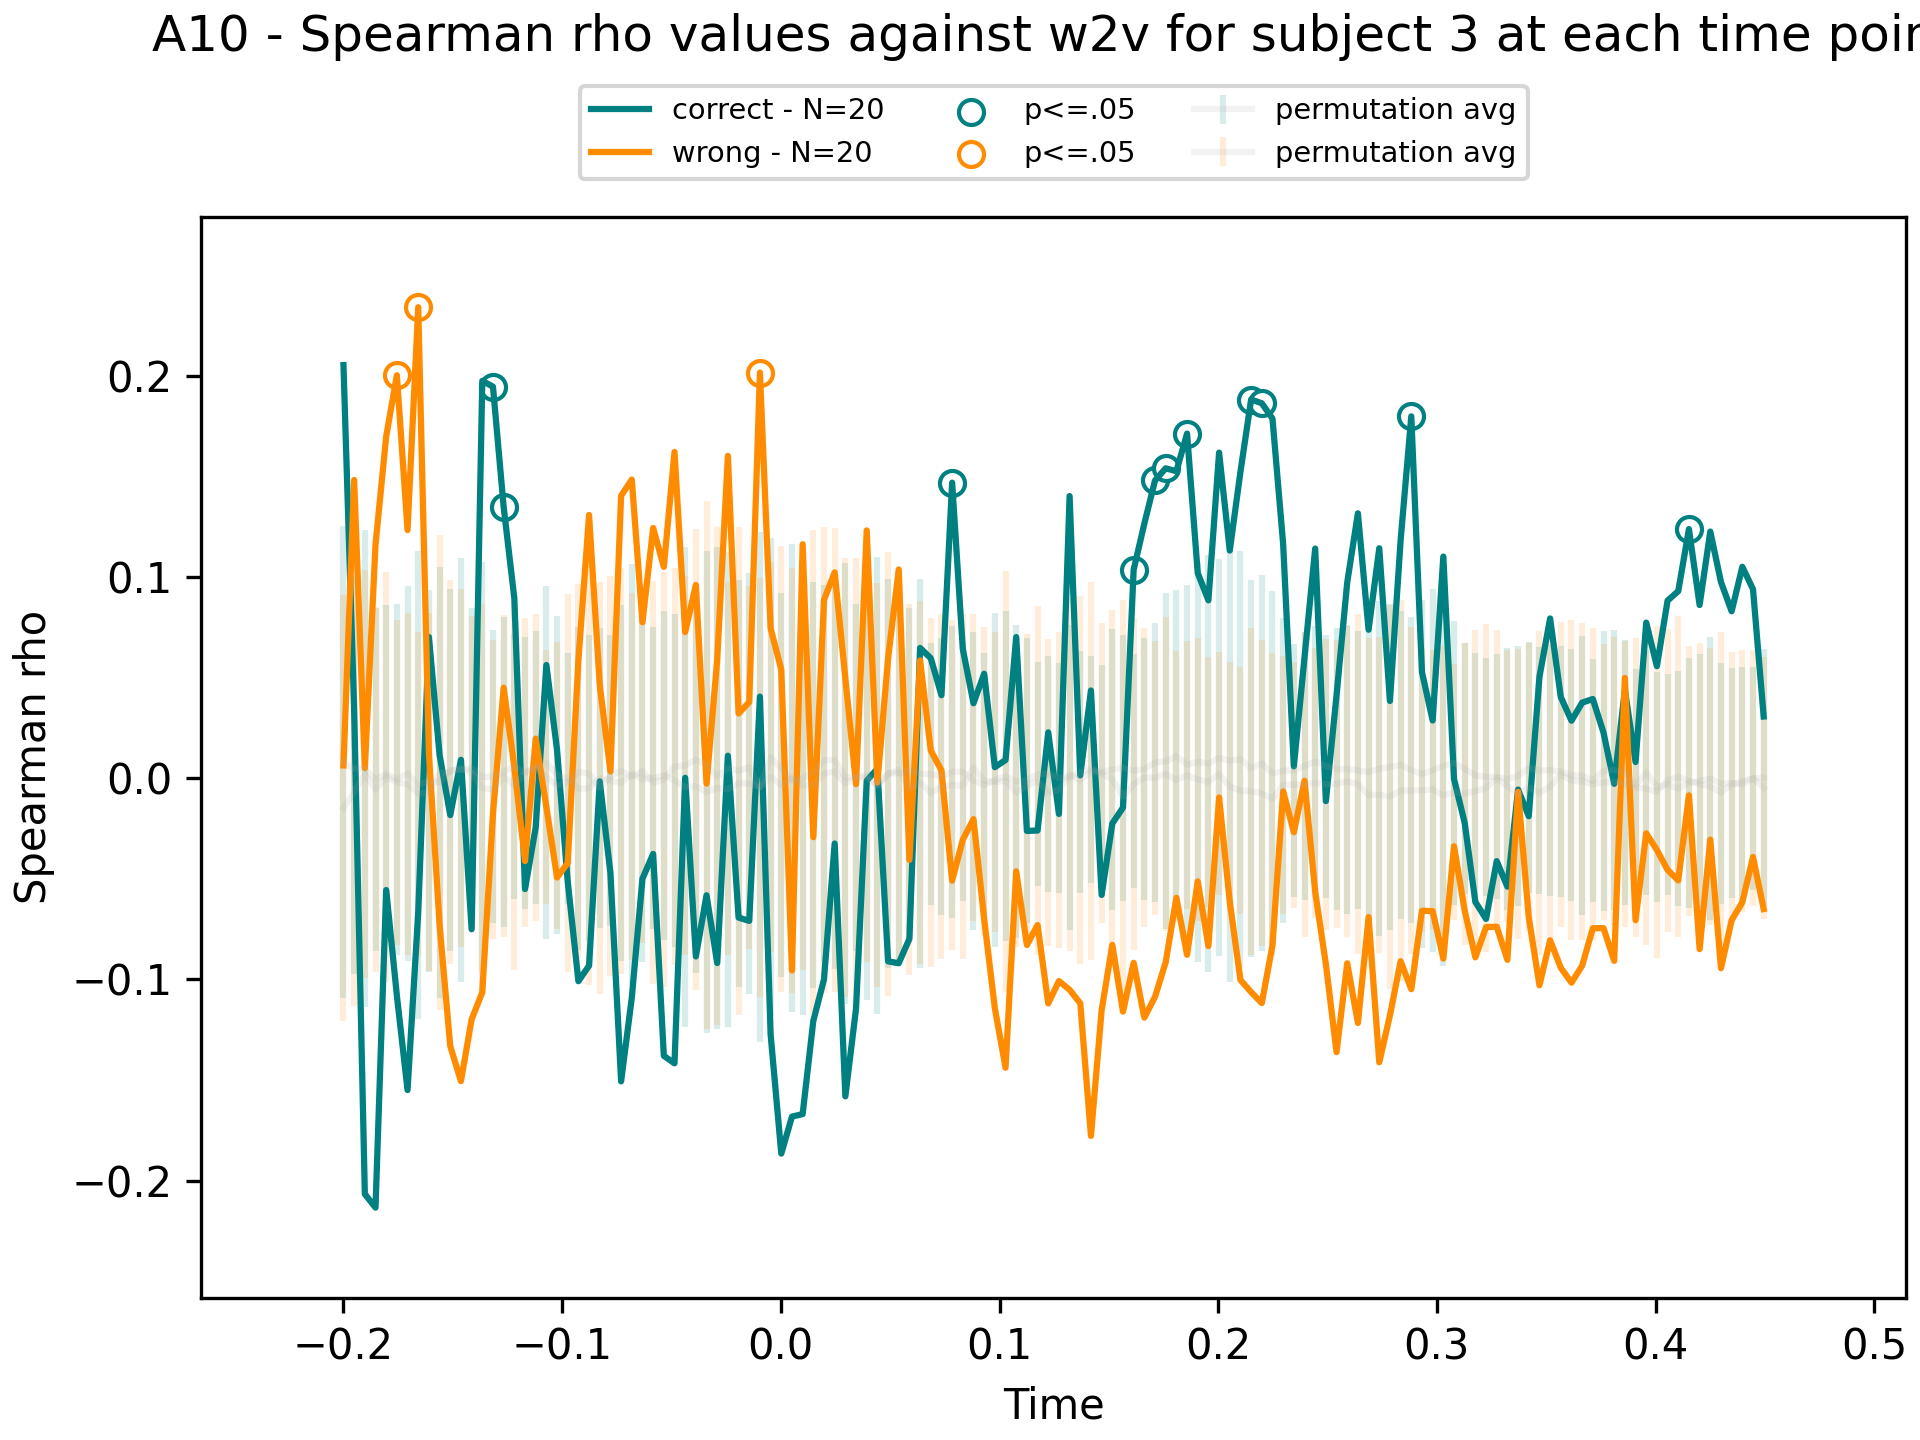 A10 - Spearman rho values against w2v for subject 3 at each time poin
correct - N=20
wrong - N=20
p<=.05
p<=.05
permutation avg
permutation avg
Spearman rho
0.2
0.1
0.0
−0.1
−0.2
−0.2 −0.1 0.0 0.1 0.2 0.3 0.4 0.5
Time